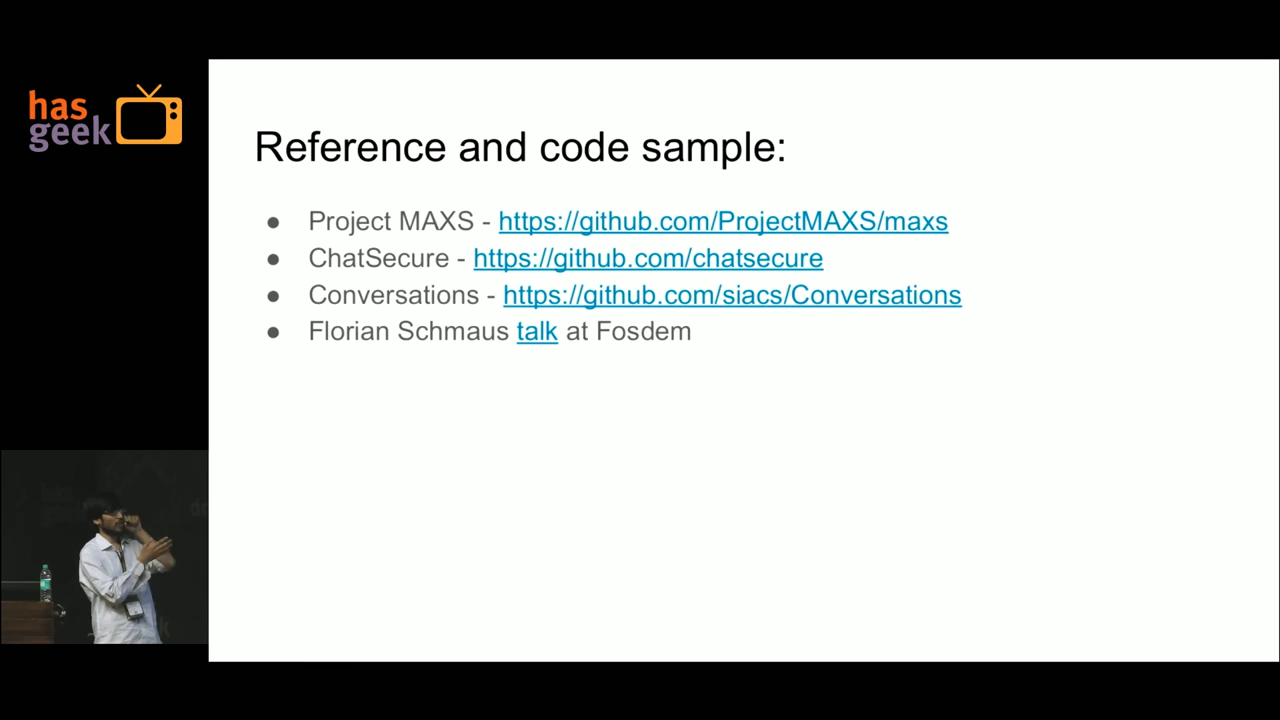 has
geek
Reference and code sample:
● Project MAXS - https://github.com/ProjectMAXS/maxs
● ChatSecure - https://github.com/chatsecure
● Conversations - https://github.com/siacs/Conversations
● Florian Schmaus talk at Fosdem